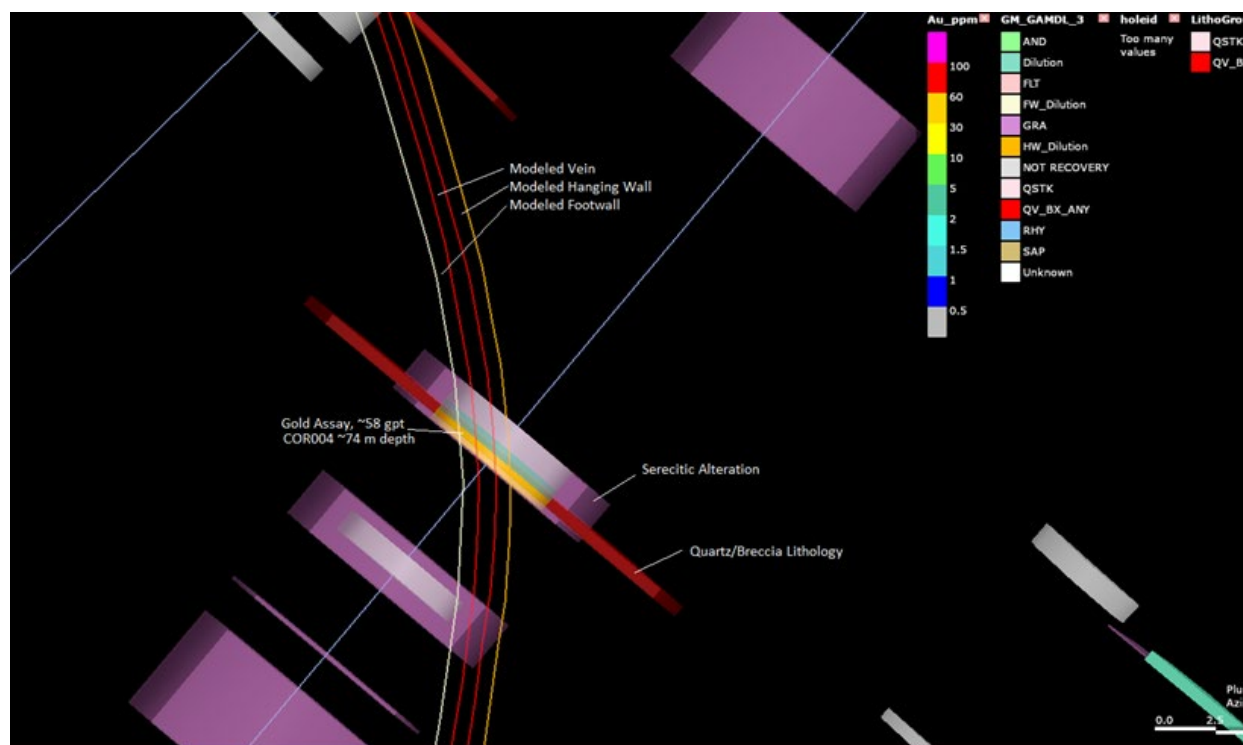 Au_ppm GM_GAMDL_3 holeid LithoGro
AND Too many QSTK
100 Dilution values QV_B
60 FLT
30 FW_Dilution
10 GRA
5 HW_Dilution
2 NOT RECOVERY
1.5 QSTK
1 QV_BX_ANY
0.5 RHY
SAP
Unknown
Modeled Vein
Modeled Hanging Wall
Modeled Footwall
Gold Assay, ~58 gpt
COR004 ~74 m depth
Serecitic Alteration
Quartz/Breccia Lithology
Plu
Azi
0.0 2.5